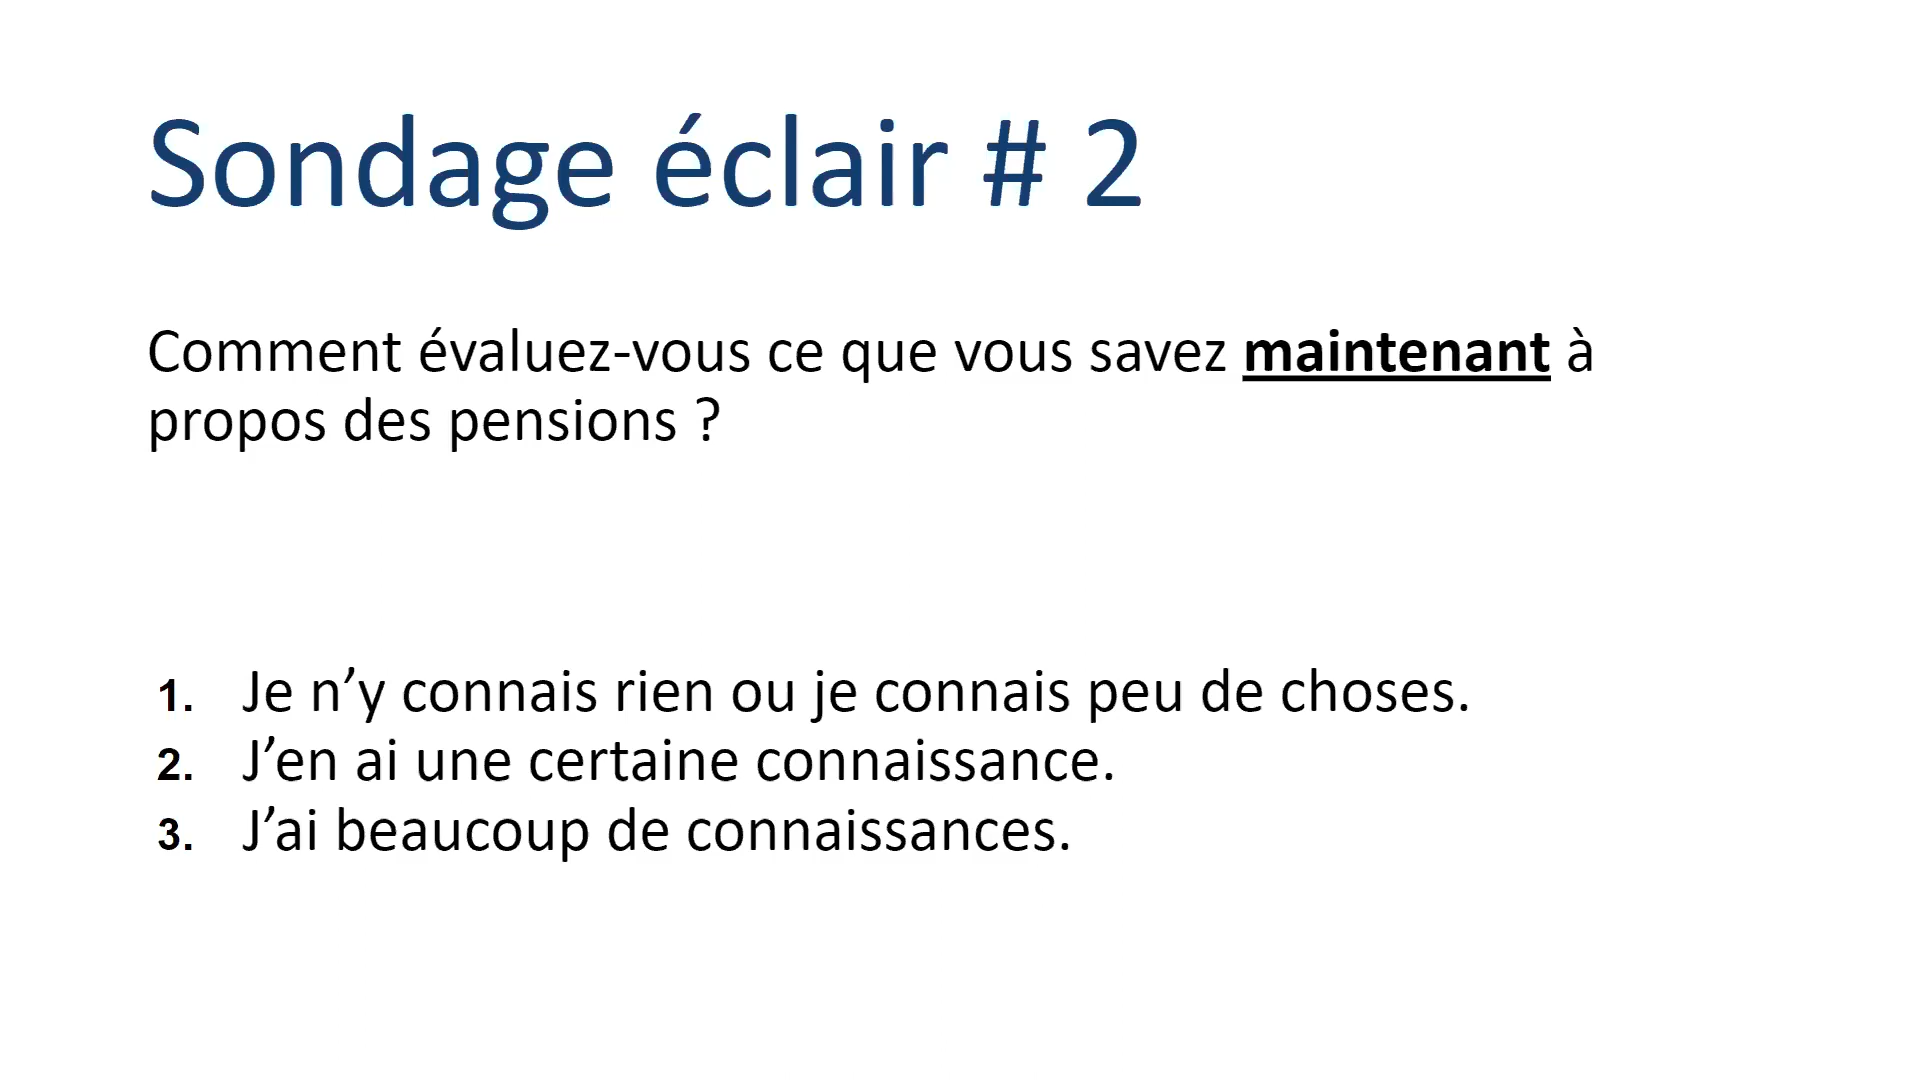 Sondage éclair # 2
Comment évaluez-vous ce que vous savez maintenant à
propos des pensions ?
1. Je n’y connais rien ou je connais peu de choses.
2. J’en ai une certaine connaissance.
3. J’ai beaucoup de connaissances.